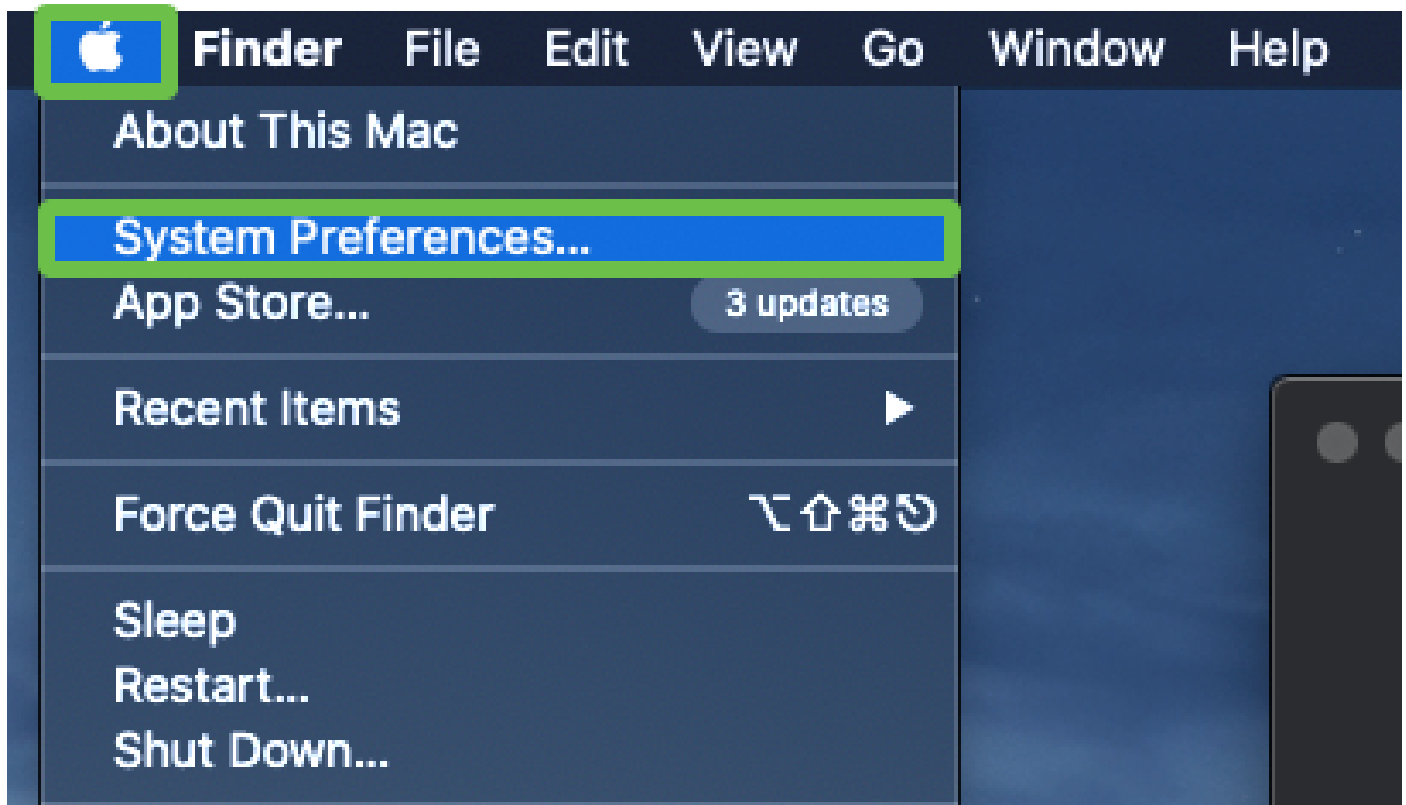 Finder File Edit View Go Window Help
About This Mac
System Preferences...
App Store... 3 updates
Recent Items
Force Quit Finder ⌥⇧⌘⎋
Sleep
Restart...
Shut Down...